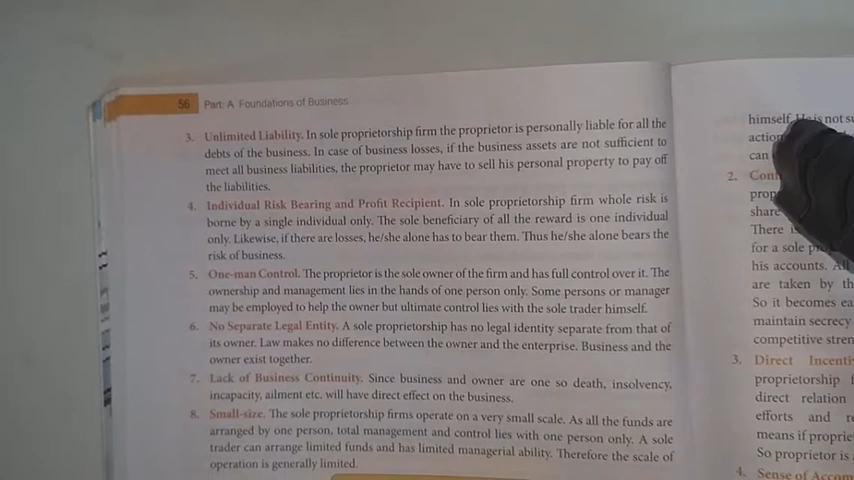 56 Part: A Foundations of Business
3. Unlimited Liability. In sole proprietorship firm the proprietor is personally liable for all the
debts of the business. In case of business losses, if the business assets are not sufficient to
meet all business liabilities, the proprietor may have to sell his personal property to pay off
the liabilities.
4. Individual Risk Bearing and Profit Recipient. In sole proprietorship firm whole risk is
borne by a single individual only. The sole beneficiary of all the reward is one individual
only. Likewise, if there are losses, he/she alone has to bear them. Thus he/she alone bears the
risk of business.
5. One-man Control. The proprietor is the sole owner of the firm and has full control over it. The
ownership and management lies in the hands of one person only. Some persons or manager
may be employed to help the owner but ultimate control lies with the sole trader himself.
6. No Separate Legal Entity. A sole proprietorship has no legal identity separate from that of
its owner. Law makes no difference between the owner and the enterprise. Business and the
owner exist together.
7. Lack of Business Continuity. Since business and owner are one so death, insolvency,
incapacity, ailment etc. will have direct effect on the business.
8. Small-size. The sole proprietorship firms operate on a very small scale. As all the funds are
arranged by one person, total management and control lies with one person only. A sole
trader can arrange limited funds and has limited managerial ability. Therefore the scale of
operation is generally limited.
himself. He is not
can
2.
share
There
for a sole
his accounts. All
are taken by
So it becomes
maintain secrecy
competitive
3. Direct
proprietorship
direct relation
efforts and
means if
So proprietor is
4. Sense of